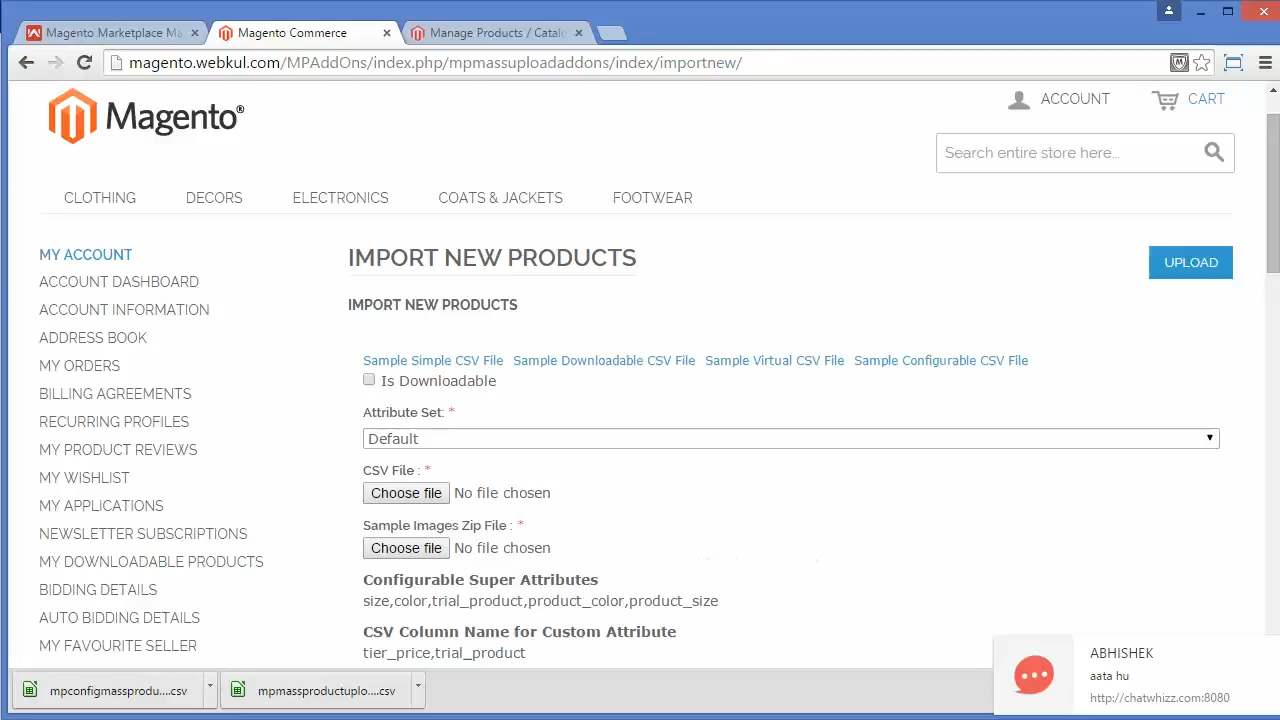 Magento Marketplace Ma
Magento Commerce
Manage Products / Catalo
magento.webkul.com/MPAddOns/index.php/mpmassuploadaddons/index/importnew/
Magento®
ACCOUNT
CART
Search entire store here...
CLOTHING
DECORS
ELECTRONICS
COATS & JACKETS
FOOTWEAR
MY ACCOUNT
ACCOUNT DASHBOARD
ACCOUNT INFORMATION
ADDRESS BOOK
MY ORDERS
BILLING AGREEMENTS
RECURRING PROFILES
MY PRODUCT REVIEWS
MY WISHLIST
MY APPLICATIONS
NEWSLETTER SUBSCRIPTIONS
MY DOWNLOADABLE PRODUCTS
BIDDING DETAILS
AUTO BIDDING DETAILS
MY FAVOURITE SELLER
IMPORT NEW PRODUCTS
UPLOAD
IMPORT NEW PRODUCTS
Sample Simple CSV File Sample Downloadable CSV File Sample Virtual CSV File Sample Configurable CSV File
Is Downloadable
Attribute Set: *
Default
CSV File : *
Choose file No file chosen
Sample Images Zip File : *
Choose file No file chosen
Configurable Super Attributes
size,color,trial_product,product_color,product_size
CSV Column Name for Custom Attribute
tier_price,trial_product
mpconfigmassprodu....csv
mpmassproductuplo....csv
ABHISHEK
aata hu
http://chatwhizz.com:8080